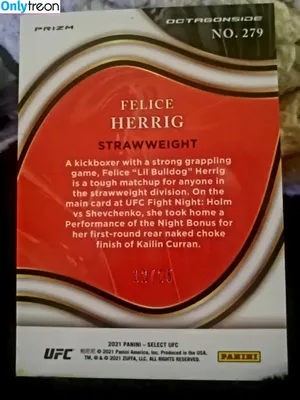 Onlytreon
PRIZM
OCTAGONSIDE
NO. 279
FELICE
HERRIG
STRAWWEIGHT
A kickboxer with a strong grappling
game, Felice "Lil Bulldog" Herrig
is a tough matchup for anyone in
the strawweight division. On the
main card at UFC Fight Night: Holm
vs Shevchenko, she took home a
Performance of the Night Bonus for
her first-round rear naked choke
finish of Kailin Curran.
2021 PANINI – SELECT UFC
UFC
© 2021 Panini America, Inc. Produced in the USA.
TM, ® & © 2021 ZUFFA, LLC. ALL RIGHTS RESERVED.
PANINI